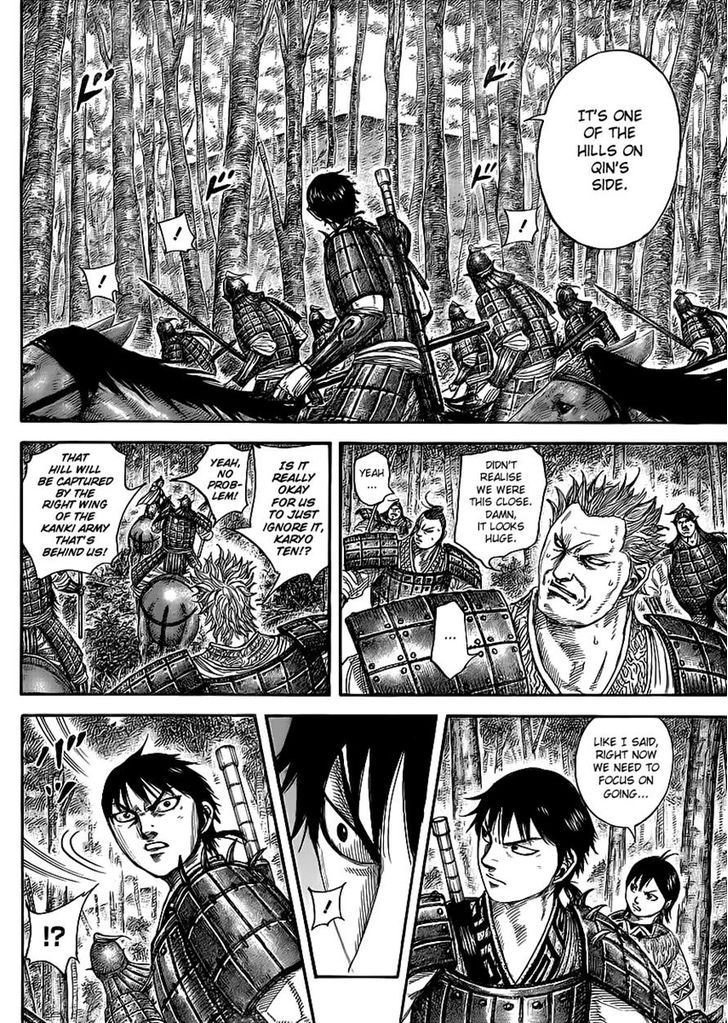 IT'S ONE
OF THE
HILLS ON
QIN'S
SIDE.
!
!
!
DIDN'T
REALISE
WE WERE
THIS CLOSE.
DAMN,
IT LOOKS
HUGE.
YEAH
...
...
IS IT
REALLY
OKAY
FOR US
TO JUST
IGNORE IT,
KARYO
TEN!?
YEAH,
NO
PROB-
LEM!
THAT
HILL WILL
BE CAPTURED
BY THE
RIGHT WING
OF THE
KANKI ARMY
THAT'S
BEHIND US!
LIKE I SAID,
RIGHT NOW
WE NEED TO
FOCUS ON
GOING...
!
!?